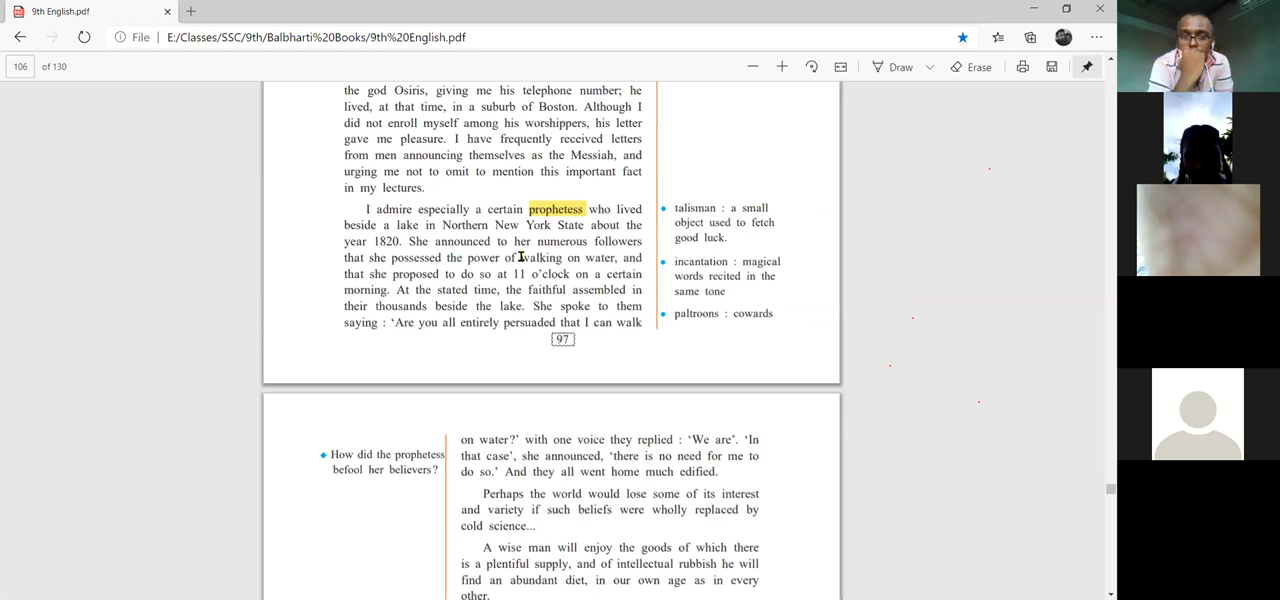 9th English.pdf
File
E:/Classes/SSC/9th/Balbharti Books/9th English.pdf
106 of 130
Draw
Erase
the god Osiris, giving me his telephone number; he
lived, at that time, in a suburb of Boston. Although I
did not enroll myself among his worshippers, his letter
gave me pleasure. I have frequently received letters
from men announcing themselves as the Messiah, and
urging me not to omit to mention this important fact
in my lectures.
I admire especially a certain prophetess who lived
beside a lake in Northern New York State about the
year 1820. She announced to her numerous followers
that she possessed the power of walking on water, and
that she proposed to do so at 11 o'clock on a certain
morning. At the stated time, the faithful assembled in
their thousands beside the lake. She spoke to them
saying : 'Are you all entirely persuaded that I can walk
talisman : a small
object used to fetch
good luck.
incantation : magical
words recited in the
same tone
paltroons : cowards
97
How did the prophetess
befool her believers?
on water?' with one voice they replied : 'We are'. 'In
that case', she announced, 'there is no need for me to
do so.' And they all went home much edified.
Perhaps the world would lose some of its interest
and variety if such beliefs were wholly replaced by
cold science...
A wise man will enjoy the goods of which there
is a plentiful supply, and of intellectual rubbish he will
find an abundant diet, in our own age as in every
other.